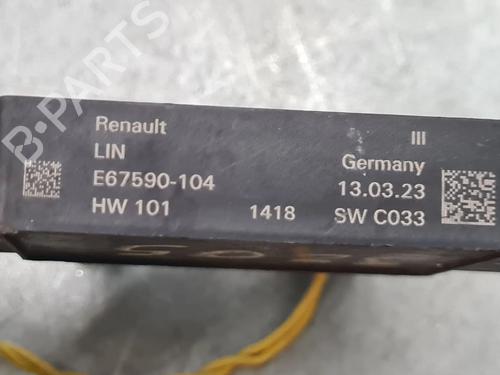 Renault III
LIN Germany
E67590-104 13.03.23
HW 101 1418 SW C033
B-PARTS